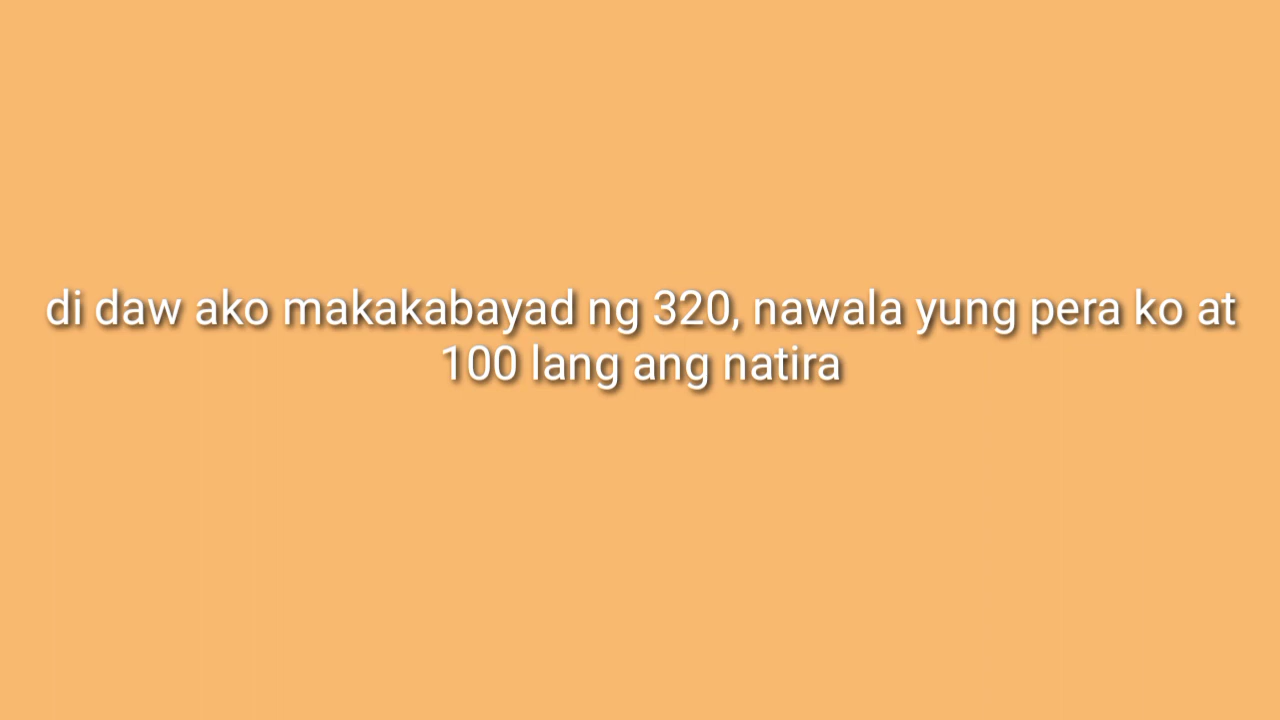 di daw ako makakabayad ng 320, nawala yung pera ko at
100 lang ang natira